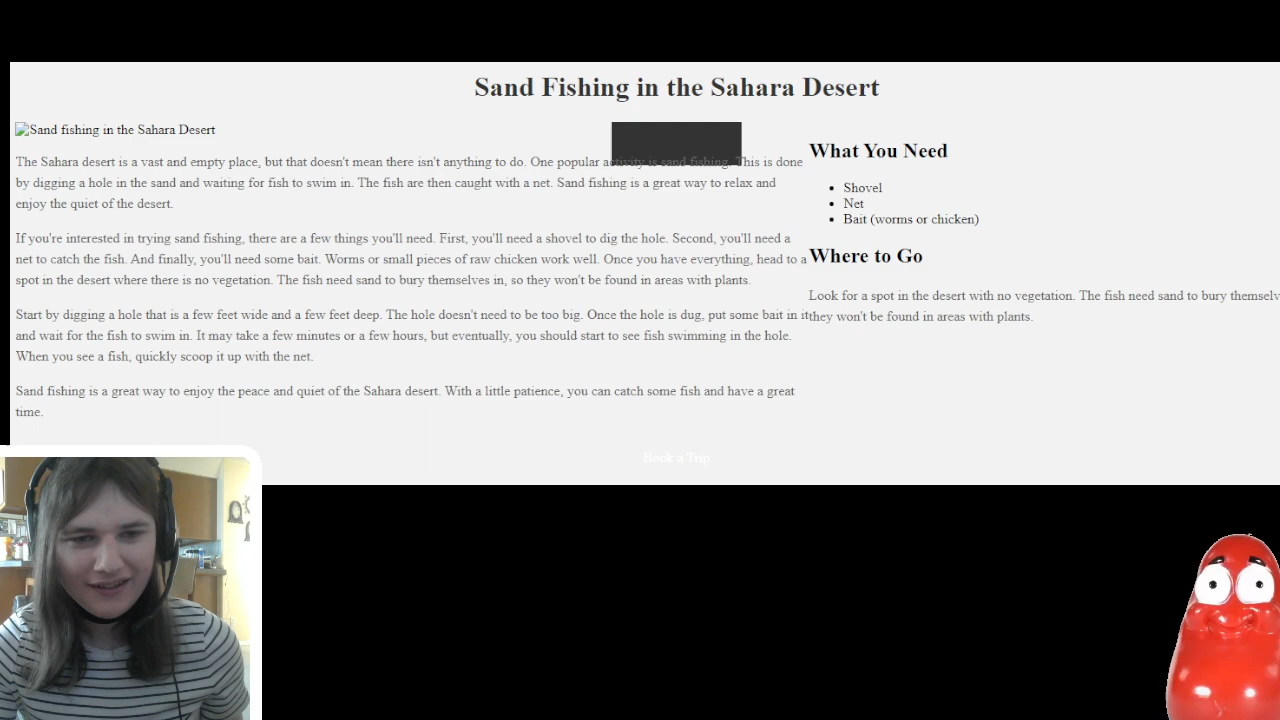 Sand Fishing in the Sahara Desert
Sand fishing in the Sahara Desert
The Sahara desert is a vast and empty place, but that doesn't mean there isn't anything to do. One popular activity is sand fishing. This is done
by digging a hole in the sand and waiting for fish to swim in. The fish are then caught with a net. Sand fishing is a great way to relax and
enjoy the quiet of the desert.
If you're interested in trying sand fishing, there are a few things you'll need. First, you'll need a shovel to dig the hole. Second, you'll need a
net to catch the fish. And finally, you'll need some bait. Worms or small pieces of raw chicken work well. Once you have everything, head to a
spot in the desert where there is no vegetation. The fish need sand to bury themselves in, so they won't be found in areas with plants.
Start by digging a hole that is a few feet wide and a few feet deep. The hole doesn't need to be too big. Once the hole is dug, put some bait in it
and wait for the fish to swim in. It may take a few minutes or a few hours, but eventually, you should start to see fish swimming in the hole.
When you see a fish, quickly scoop it up with the net.
Sand fishing is a great way to enjoy the peace and quiet of the Sahara desert. With a little patience, you can catch some fish and have a great
time.
What You Need
Shovel
Net
Bait (worms or chicken)
Where to Go
Look for a spot in the desert with no vegetation. The fish need sand to bury themselv
they won't be found in areas with plants.
Book a Trip